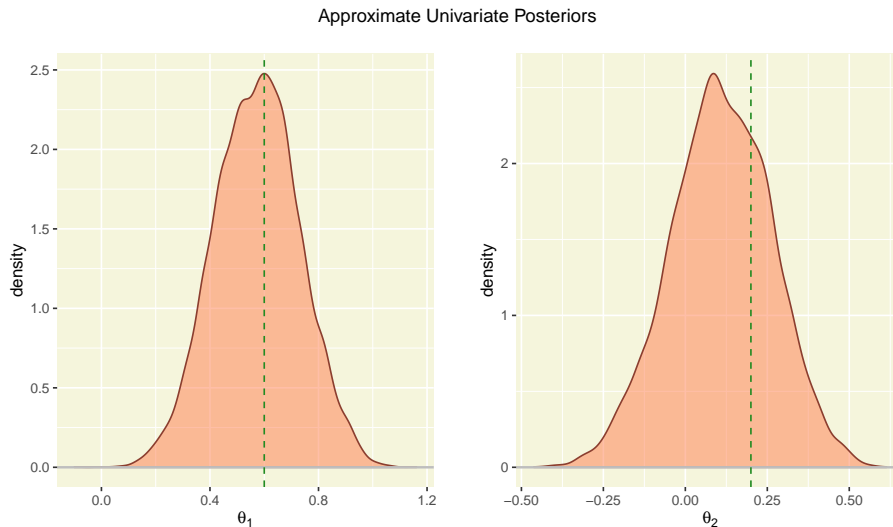 Approximate Univariate Posteriors
density
2.5
2.0
1.5
1.0
0.5
0.0
0.0 0.4 0.8 1.2
θ1
density
2
1
0
−0.50 −0.25 0.00 0.25 0.50
θ2